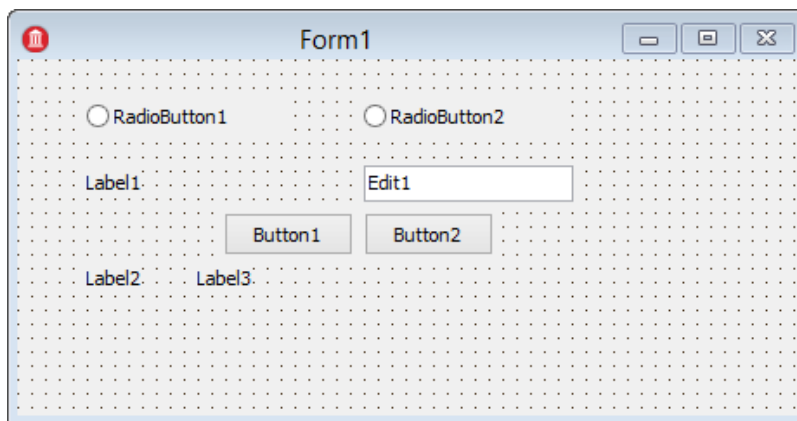 Form1
RadioButton1 RadioButton2
Label1 Edit1
Button1 Button2
Label2 Label3